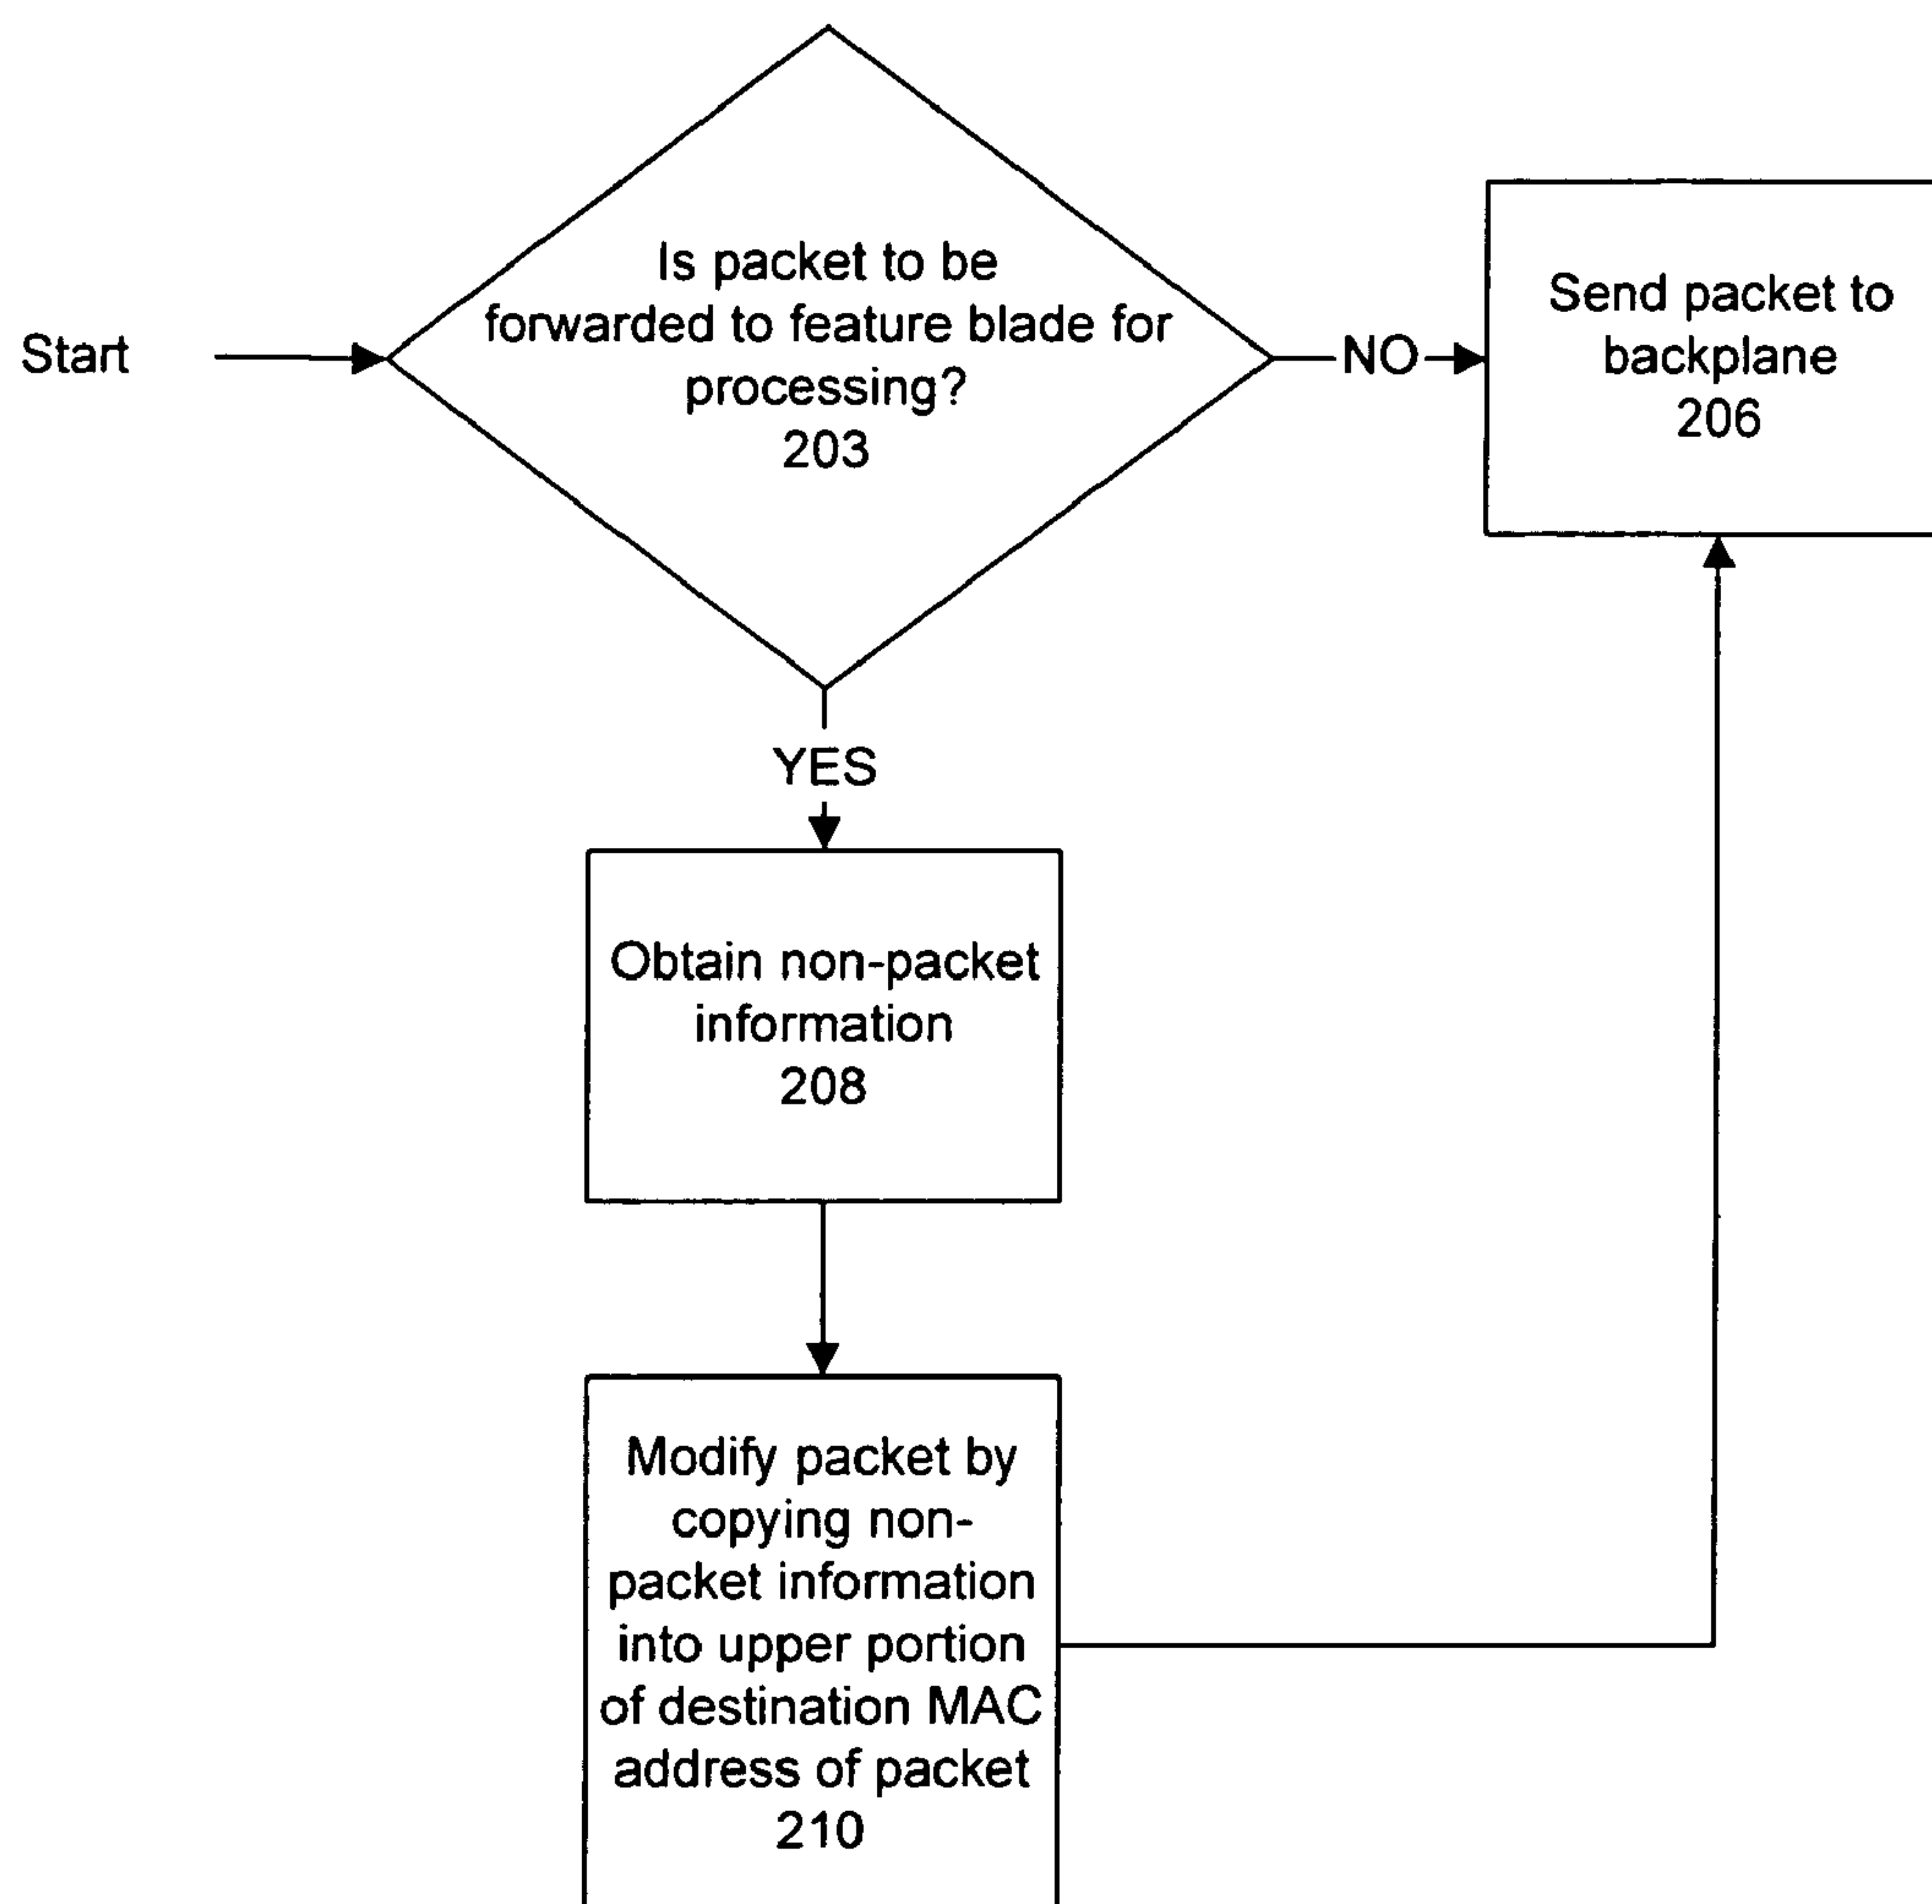 Start
Is packet to be
forwarded to feature blade for
processing?
203
NO
Send packet to
backplane
206
YES
Obtain non-packet
information
208
Modify packet by
copying non-
packet information
into upper portion
of destination MAC
address of packet
210